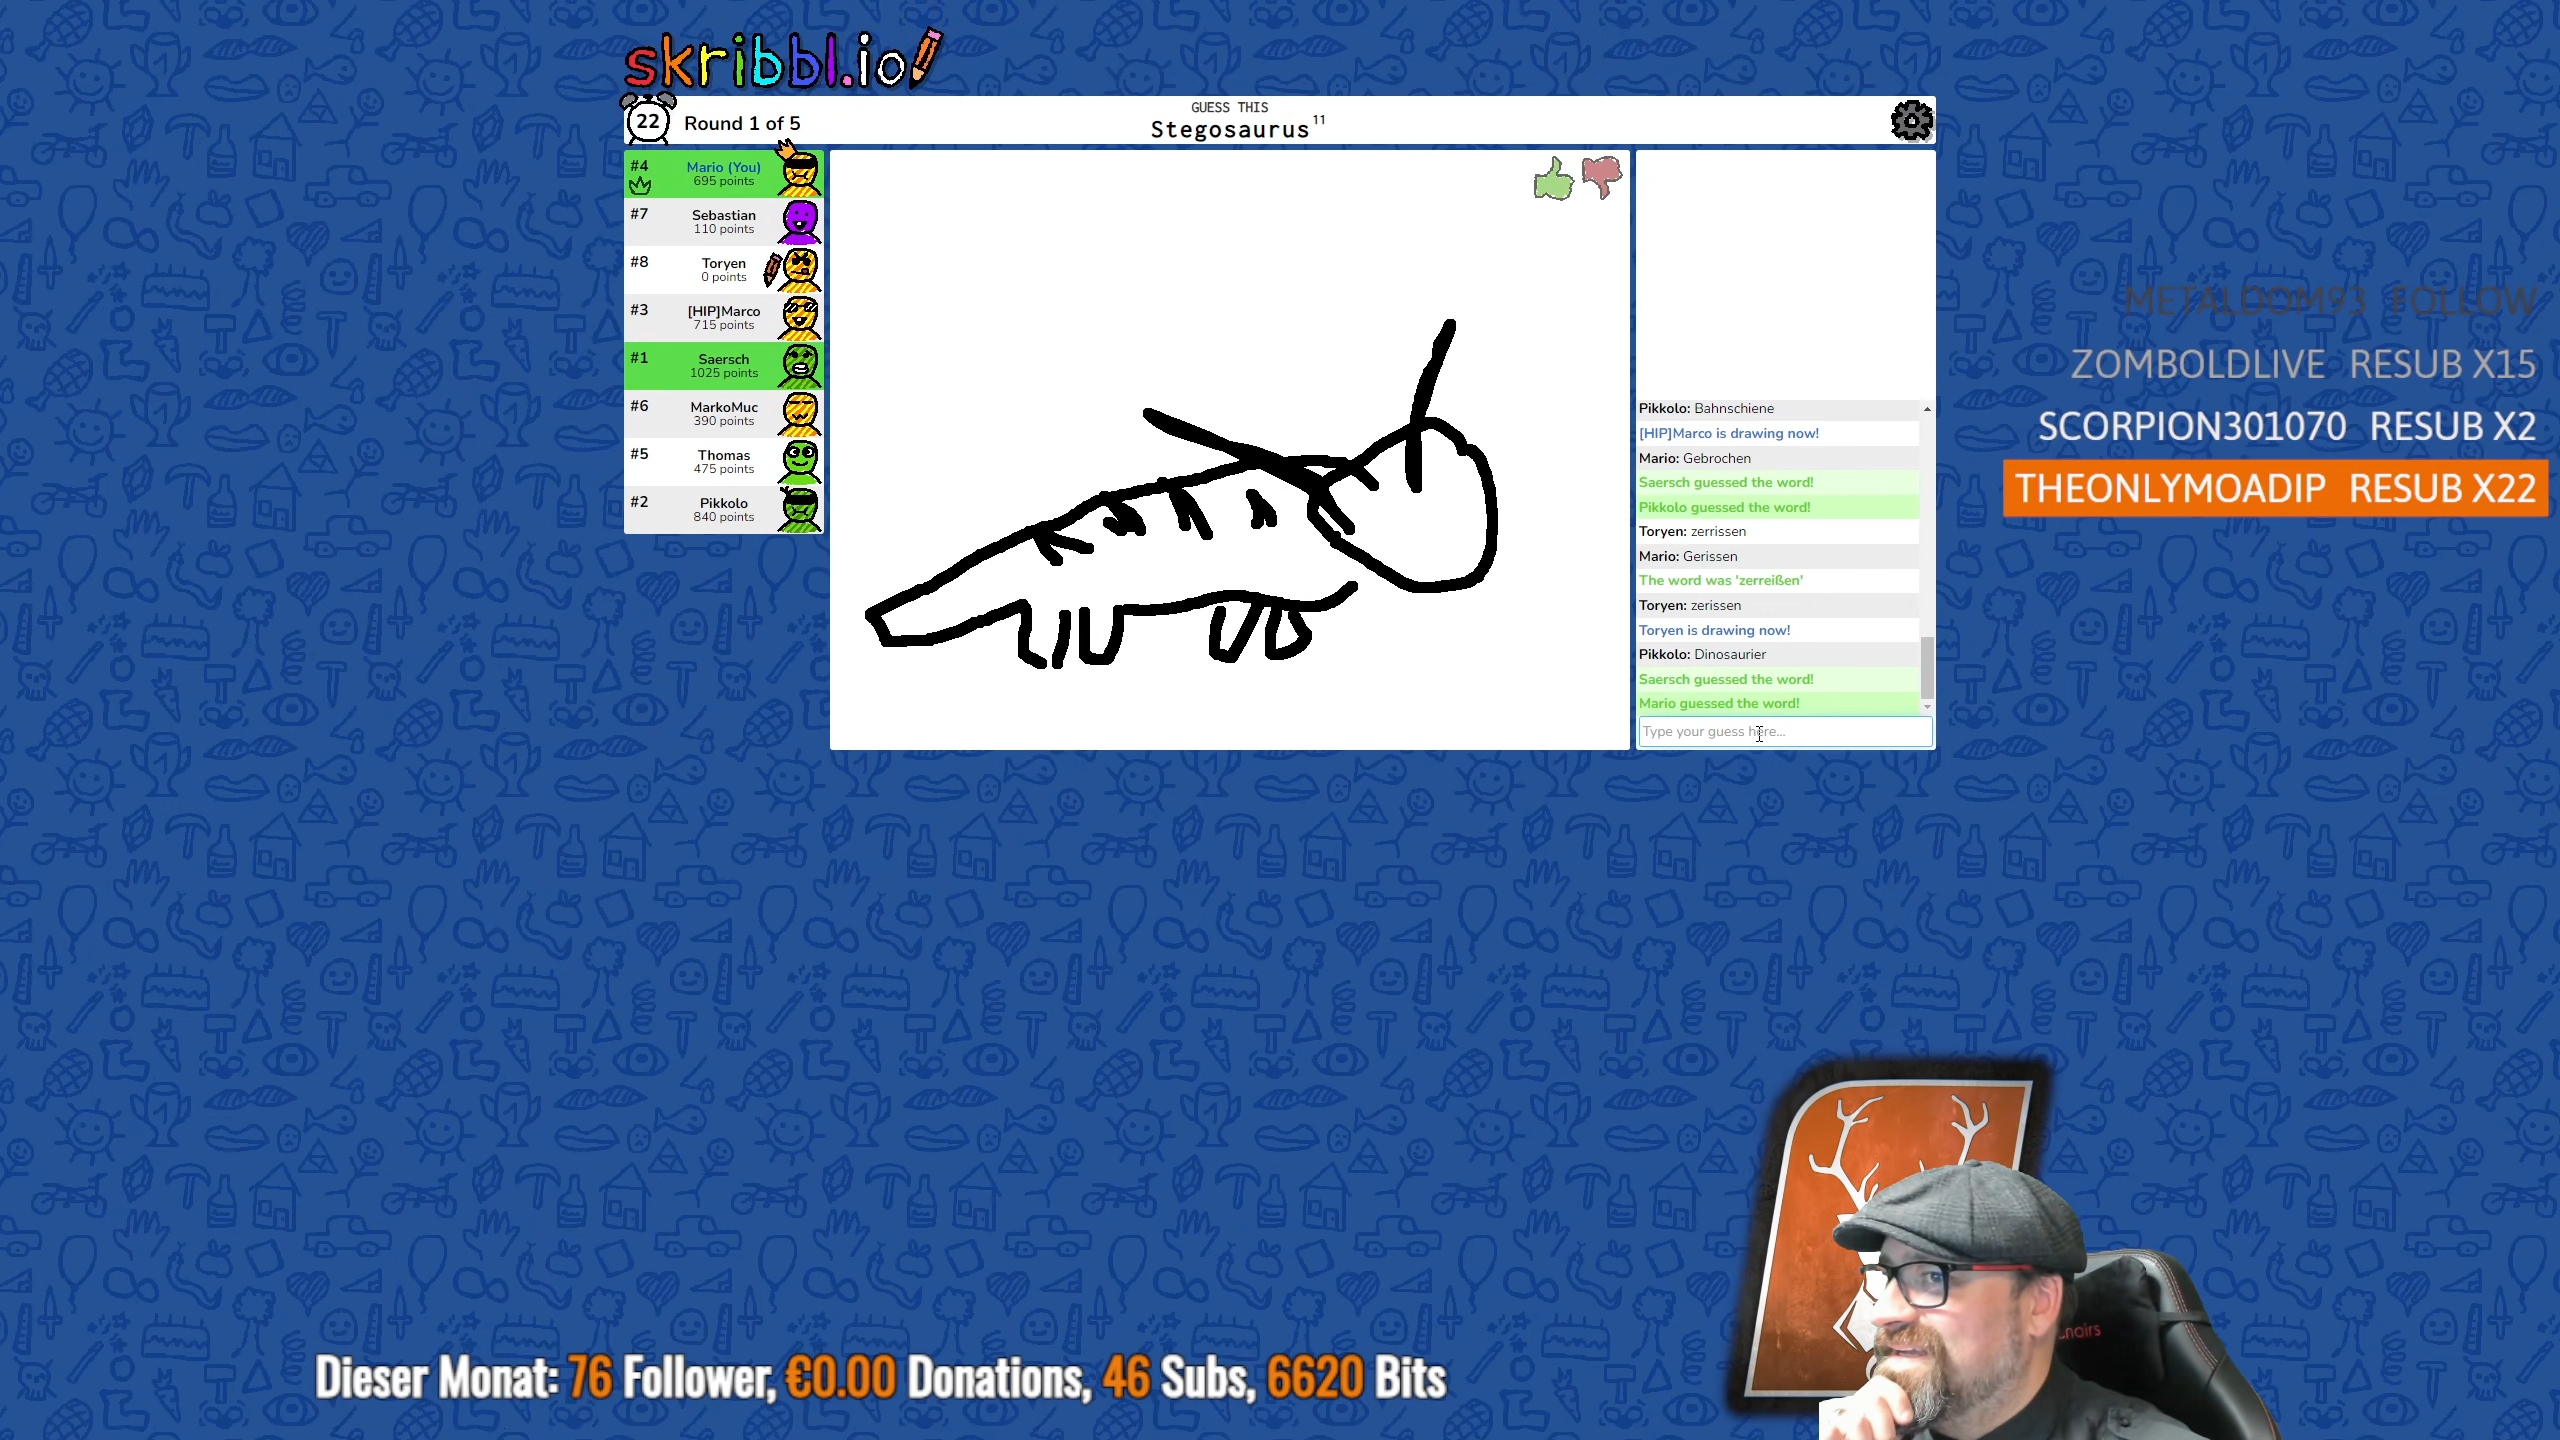 skribbl.io
22
Round 1 of 5
GUESS THIS
Stegosaurus 11
#4
Mario (You)
695 points
#7
Sebastian
110 points
#8
Toryen
0 points
#3
[HIP]Marco
715 points
#1
Saersch
1025 points
#6
MarkoMuc
390 points
#5
Thomas
475 points
#2
Pikkolo
840 points
Pikkolo: Bahnschiene
[HIP]Marco is drawing now!
Mario: Gebrochen
Saersch guessed the word!
Pikkolo guessed the word!
Toryen: zerrissen
Mario: Gerissen
The word was 'zerreißen'
Toryen: zerissen
Toryen is drawing now!
Pikkolo: Dinosaurier
Saersch guessed the word!
Mario guessed the word!
Type your guess here...
METALDOM93 FOLLOW
ZOMBOLDLIVE RESUB X15
SCORPION301070 RESUB X2
THEONLYMOADIP RESUB X22
Dieser Monat: 76 Follower, €0.00 Donations, 46 Subs, 6620 Bits